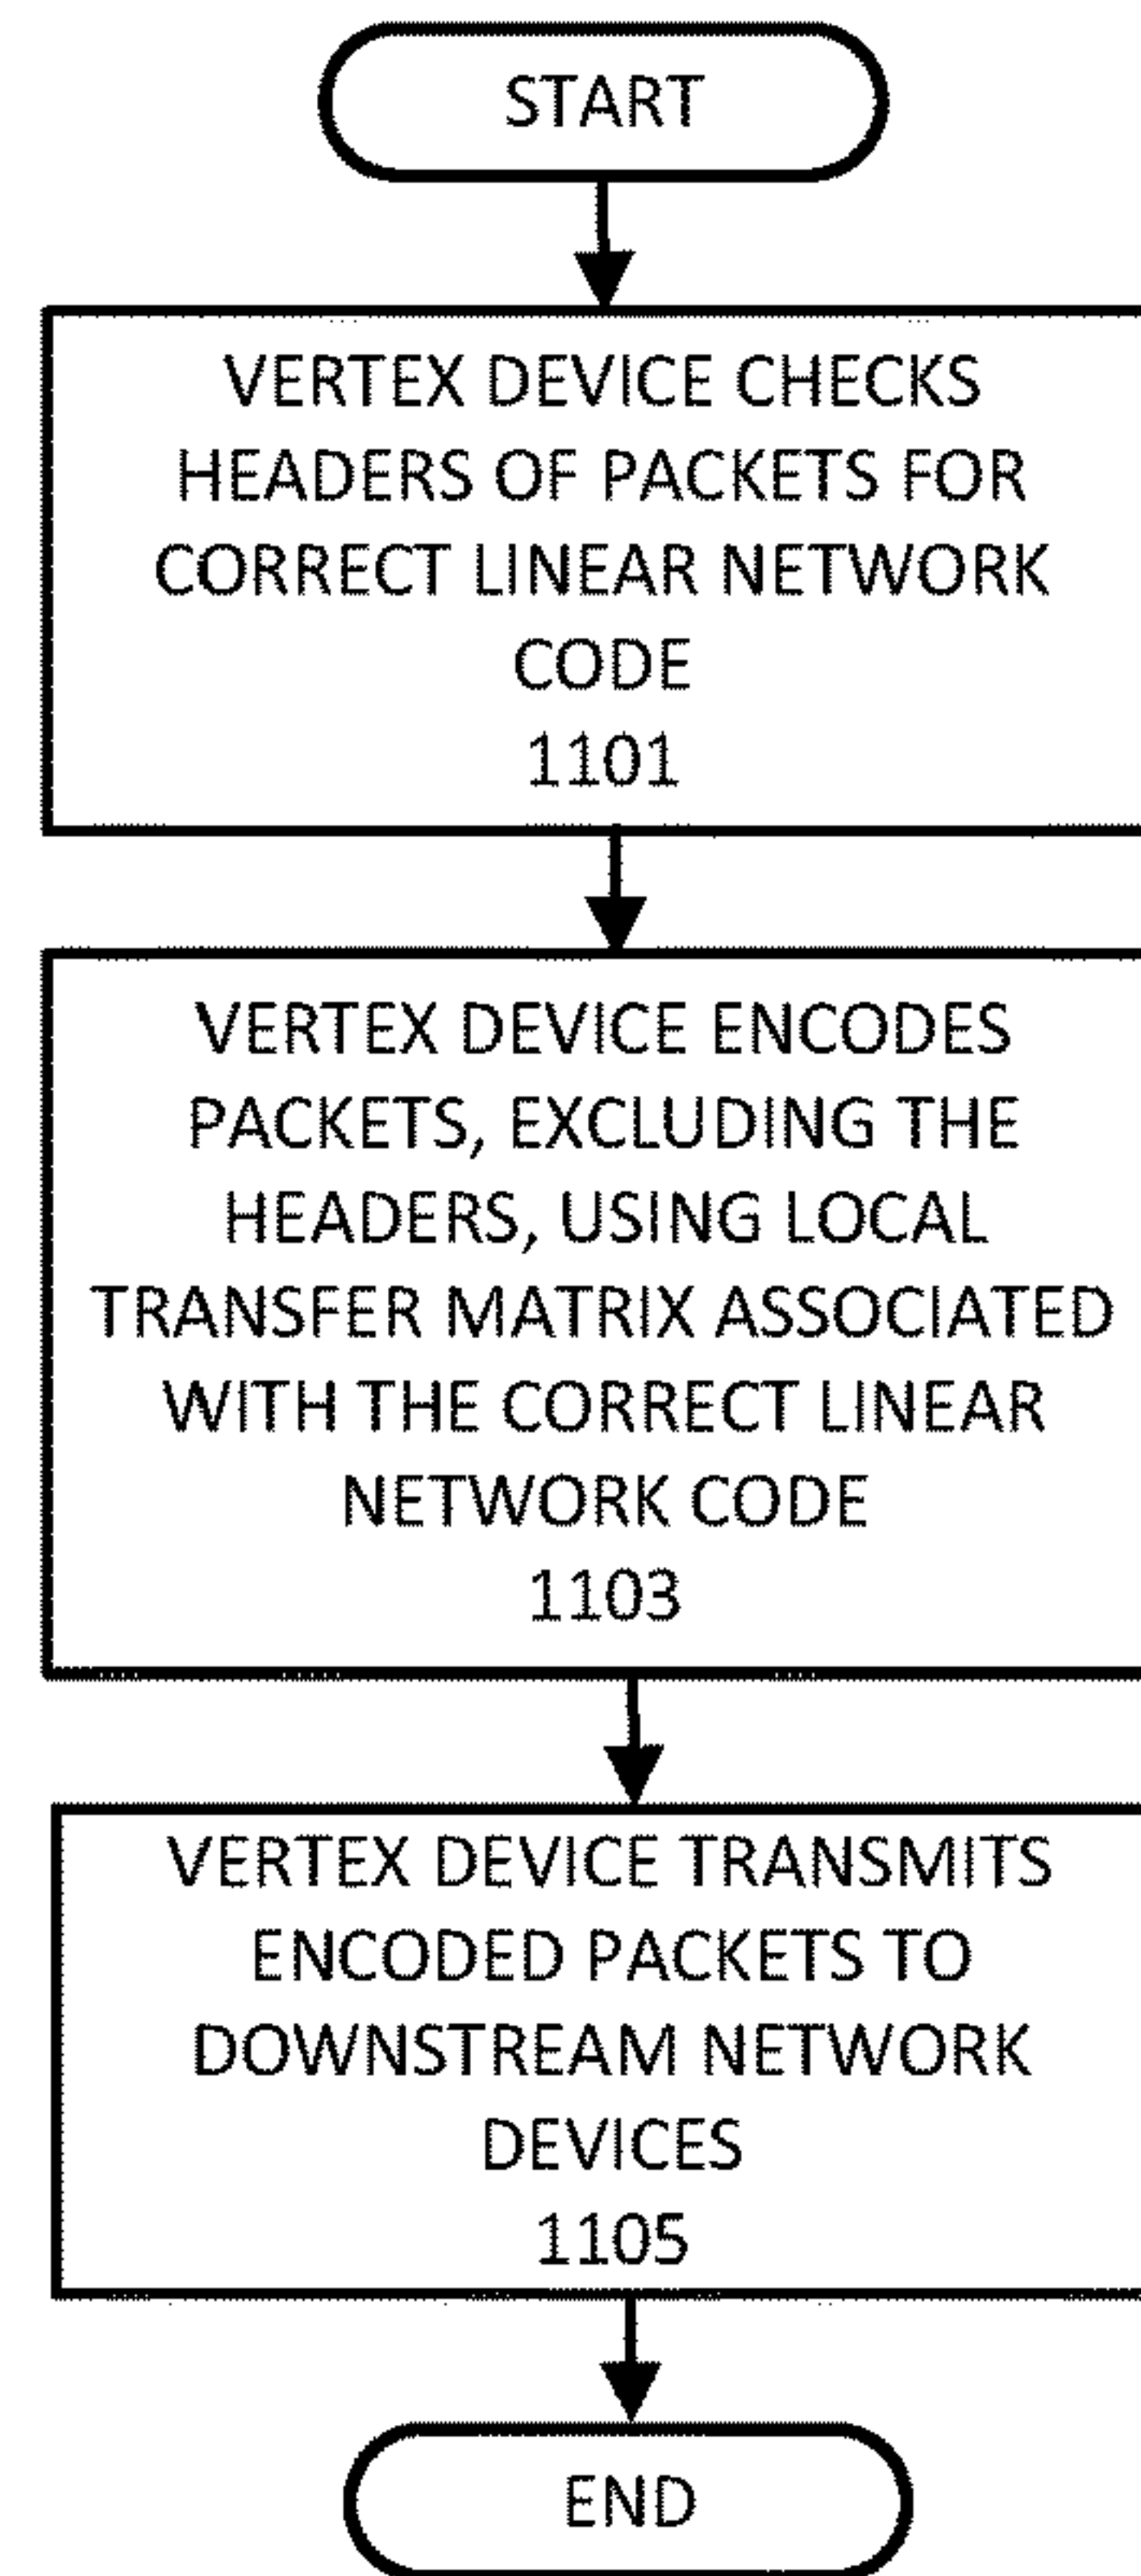 START
VERTEX DEVICE CHECKS
HEADERS OF PACKETS FOR
CORRECT LINEAR NETWORK
CODE
1101
VERTEX DEVICE ENCODES
PACKETS, EXCLUDING THE
HEADERS, USING LOCAL
TRANSFER MATRIX ASSOCIATED
WITH THE CORRECT LINEAR
NETWORK CODE
1103
VERTEX DEVICE TRANSMITS
ENCODED PACKETS TO
DOWNSTREAM NETWORK
DEVICES
1105
END